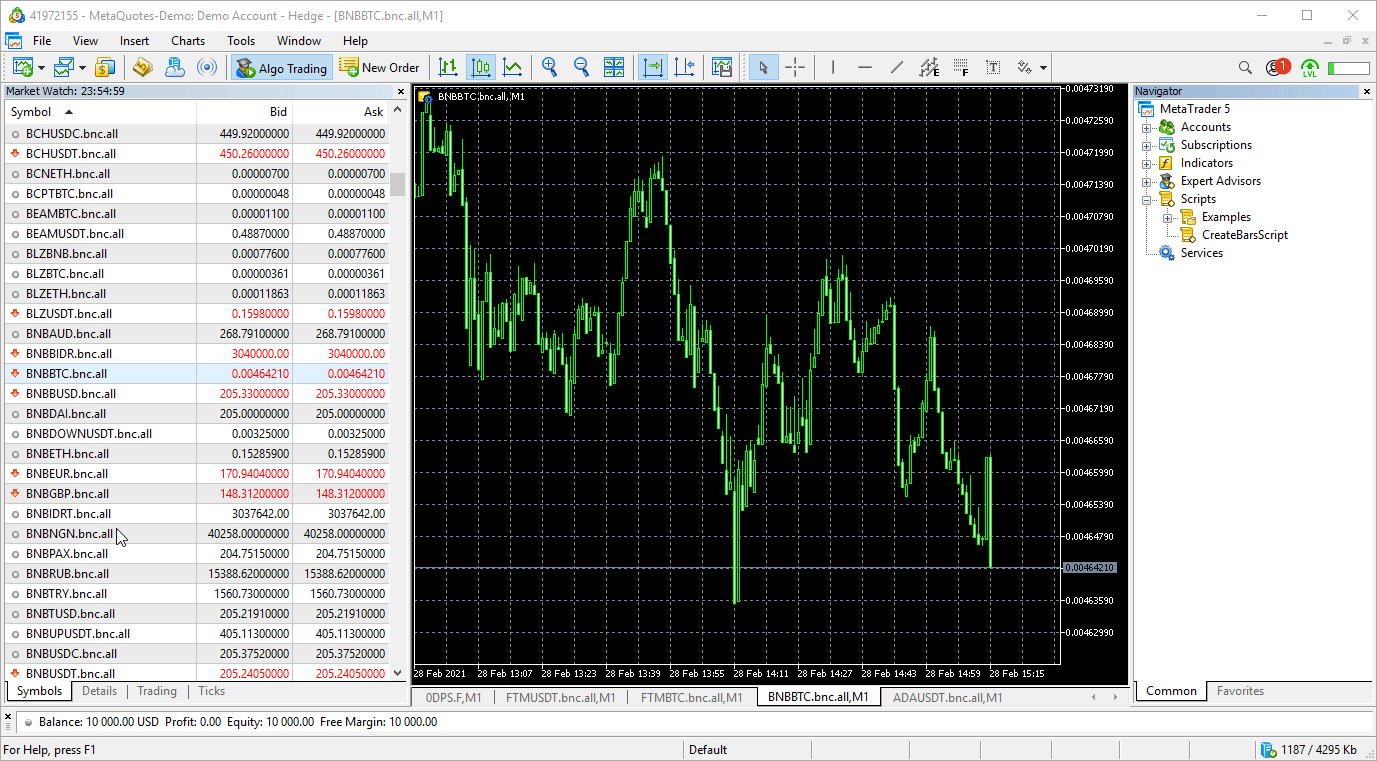 41972155 - MetaQuotes-Demo: Demo Account - Hedge - [BNBBTC.bnc.all,M1]
File View Insert Charts Tools Window Help
Algo Trading New Order 1 LVL
Market Watch: 23:54:59
Symbol Bid Ask
BCHUSDC.bnc.all 449.92000000 449.92000000
BCHUSDT.bnc.all 450.26000000 450.26000000
BCNETH.bnc.all 0.00000700 0.00000700
BCPTBTC.bnc.all 0.00000048 0.00000048
BEAMBTC.bnc.all 0.00001100 0.00001100
BEAMUSDT.bnc.all 0.48870000 0.48870000
BLZBNB.bnc.all 0.00077600 0.00077600
BLZBTC.bnc.all 0.00000361 0.00000361
BLZETH.bnc.all 0.00011863 0.00011863
BLZUSDT.bnc.all 0.15980000 0.15980000
BNBAUD.bnc.all 268.79100000 268.79100000
BNBBIDR.bnc.all 3040000.00 3040000.00
BNBBTC.bnc.all 0.00464210 0.00464210
BNBBUSD.bnc.all 205.33000000 205.33000000
BNBDAI.bnc.all 205.00000000 205.00000000
BNBDOWNUSDT.bnc.all 0.00325000 0.00325000
BNBETH.bnc.all 0.15285900 0.15285900
BNBEUR.bnc.all 170.94040000 170.94040000
BNBGBP.bnc.all 148.31200000 148.31200000
BNBIDRT.bnc.all 3037642.00 3037642.00
BNBNGN.bnc.all 40258.00000000 40258.00000000
BNBPAX.bnc.all 204.75150000 204.75150000
BNBRUB.bnc.all 15388.62000000 15388.62000000
BNBTRY.bnc.all 1560.73000000 1560.73000000
BNBTUSD.bnc.all 205.21910000 205.21910000
BNBUPUSDT.bnc.all 405.11300000 405.11300000
BNBUSDC.bnc.all 205.37520000 205.37520000
BNBUSDT.bnc.all 205.24050000 205.24050000
Symbols Details Trading Ticks
BNBBTC.bnc.all, M1
0.00473190
0.00472590
0.00471990
0.00471390
0.00470790
0.00470190
0.00469590
0.00468990
0.00468390
0.00467790
0.00467190
0.00466590
0.00465990
0.00465390
0.00464790
0.00464210
0.00463590
0.00462990
28 Feb 2021 28 Feb 13:07 28 Feb 13:23 28 Feb 13:39 28 Feb 13:55 28 Feb 14:11 28 Feb 14:27 28 Feb 14:43 28 Feb 14:59 28 Feb 15:15
0DPS.F,M1 FTMUSDT.bnc.all,M1 FTMBTC.bnc.all,M1 BNBBTC.bnc.all,M1 ADAUSDT.bnc.all,M1
Navigator
MetaTrader 5
Accounts
Subscriptions
Indicators
Expert Advisors
Scripts
Examples
CreateBarsScript
Services
Common Favorites
Balance: 10 000.00 USD Profit: 0.00 Equity: 10 000.00 Free Margin: 10 000.00
For Help, press F1 Default 1187 / 4295 Kb